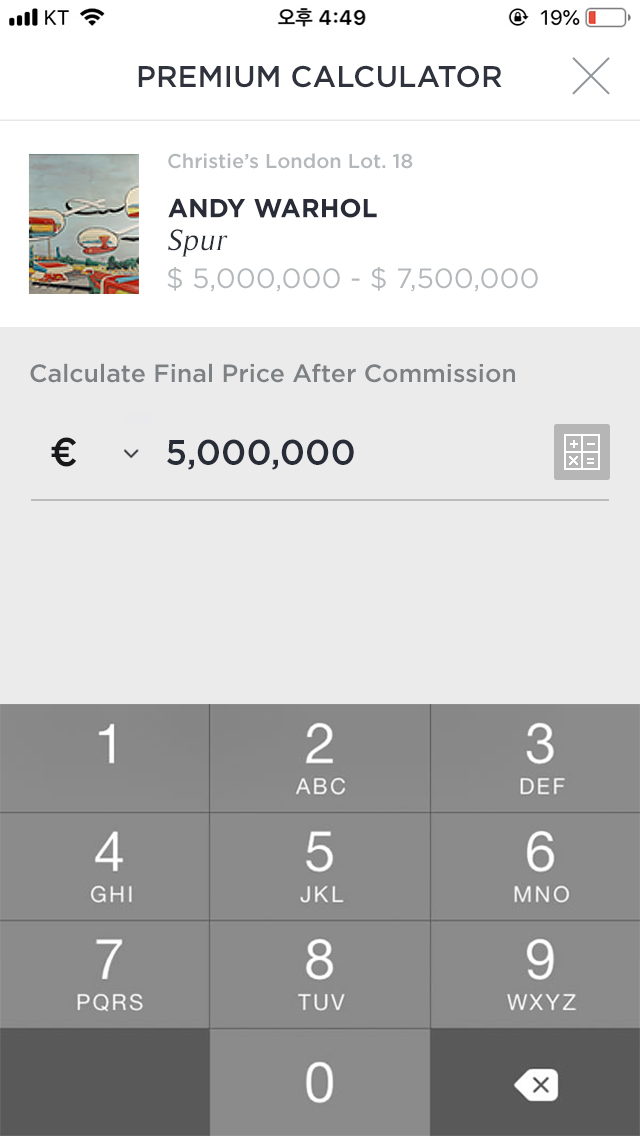 KT 오후 4:49 19%
PREMIUM CALCULATOR
Christie's London Lot. 18
ANDY WARHOL
Spur
$ 5,000,000 - $ 7,500,000
Calculate Final Price After Commission
€ 5,000,000
1 2 3
ABC DEF
4 5 6
GHI JKL MNO
7 8 9
PQRS TUV WXYZ
0